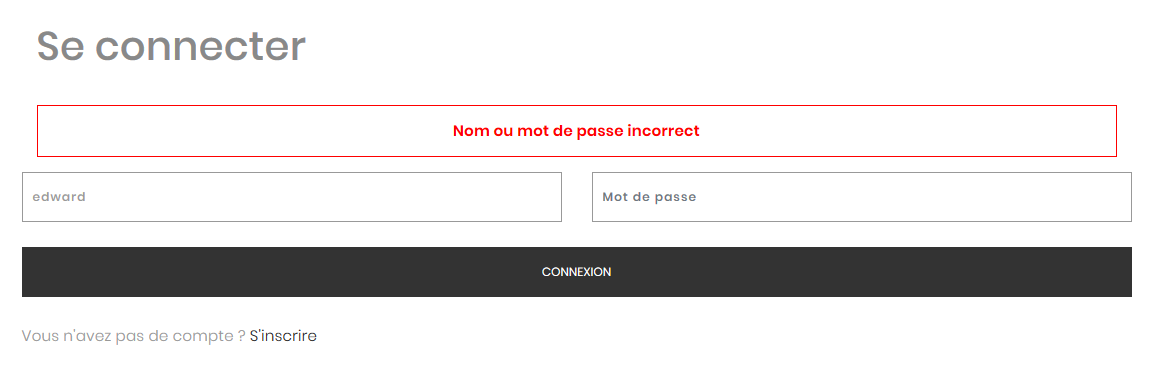 Se connecter
Nom ou mot de passe incorrect
edward
Mot de passe
CONNEXION
Vous n'avez pas de compte ? S'inscrire